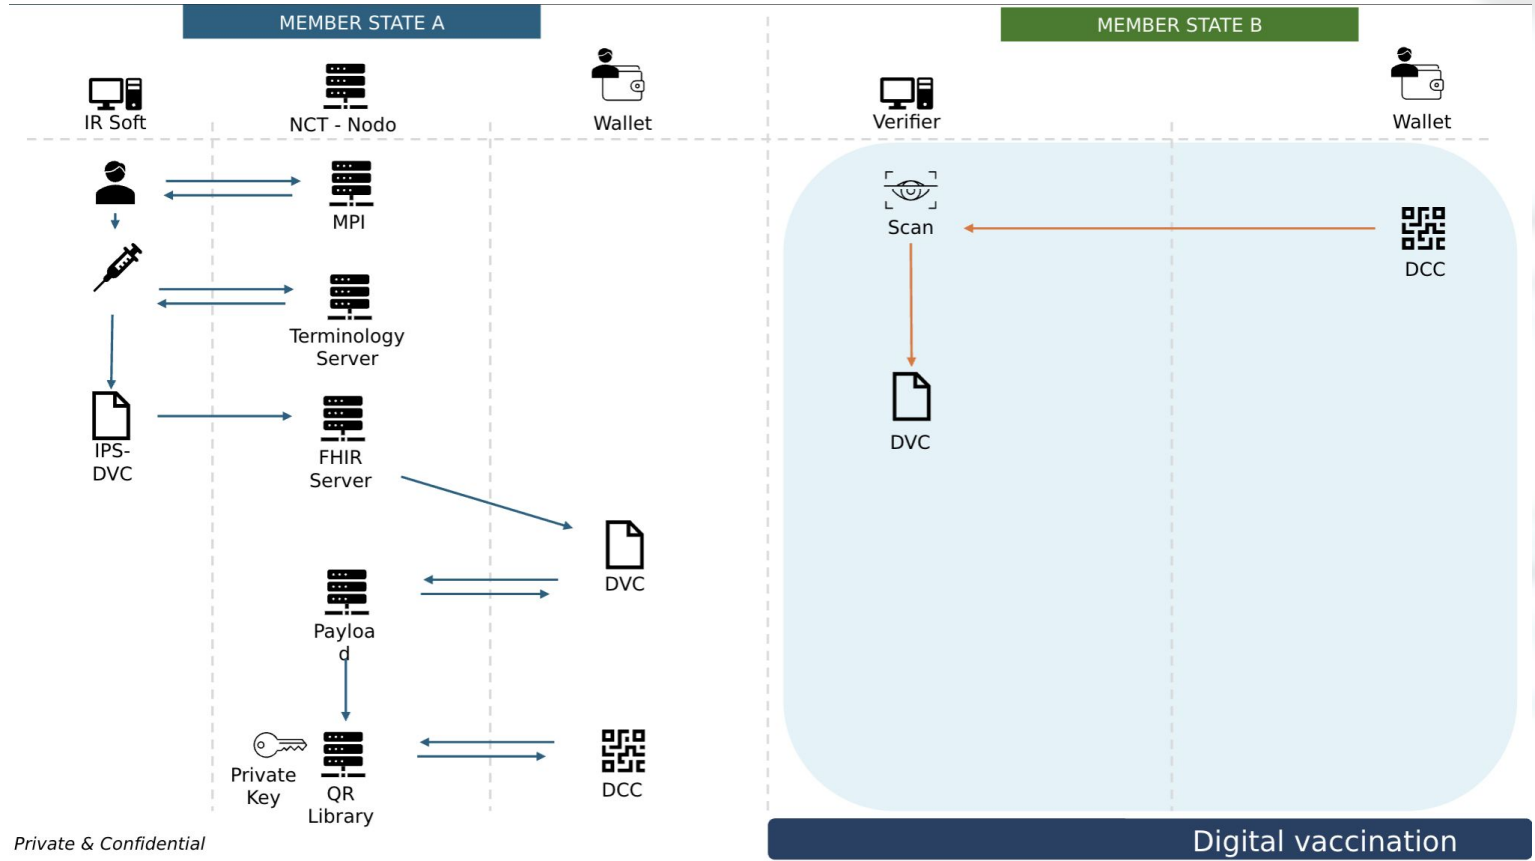 MEMBER STATE A
MEMBER STATE B
IR Soft
NCT - Nodo
Wallet
Verifier
Wallet
MPI
Scan
DCC
Terminology
Server
IPS-
DVC
FHIR
Server
DVC
DVC
Payloa
d
Private
Key
QR
Library
DCC
Private & Confidential
Digital vaccination